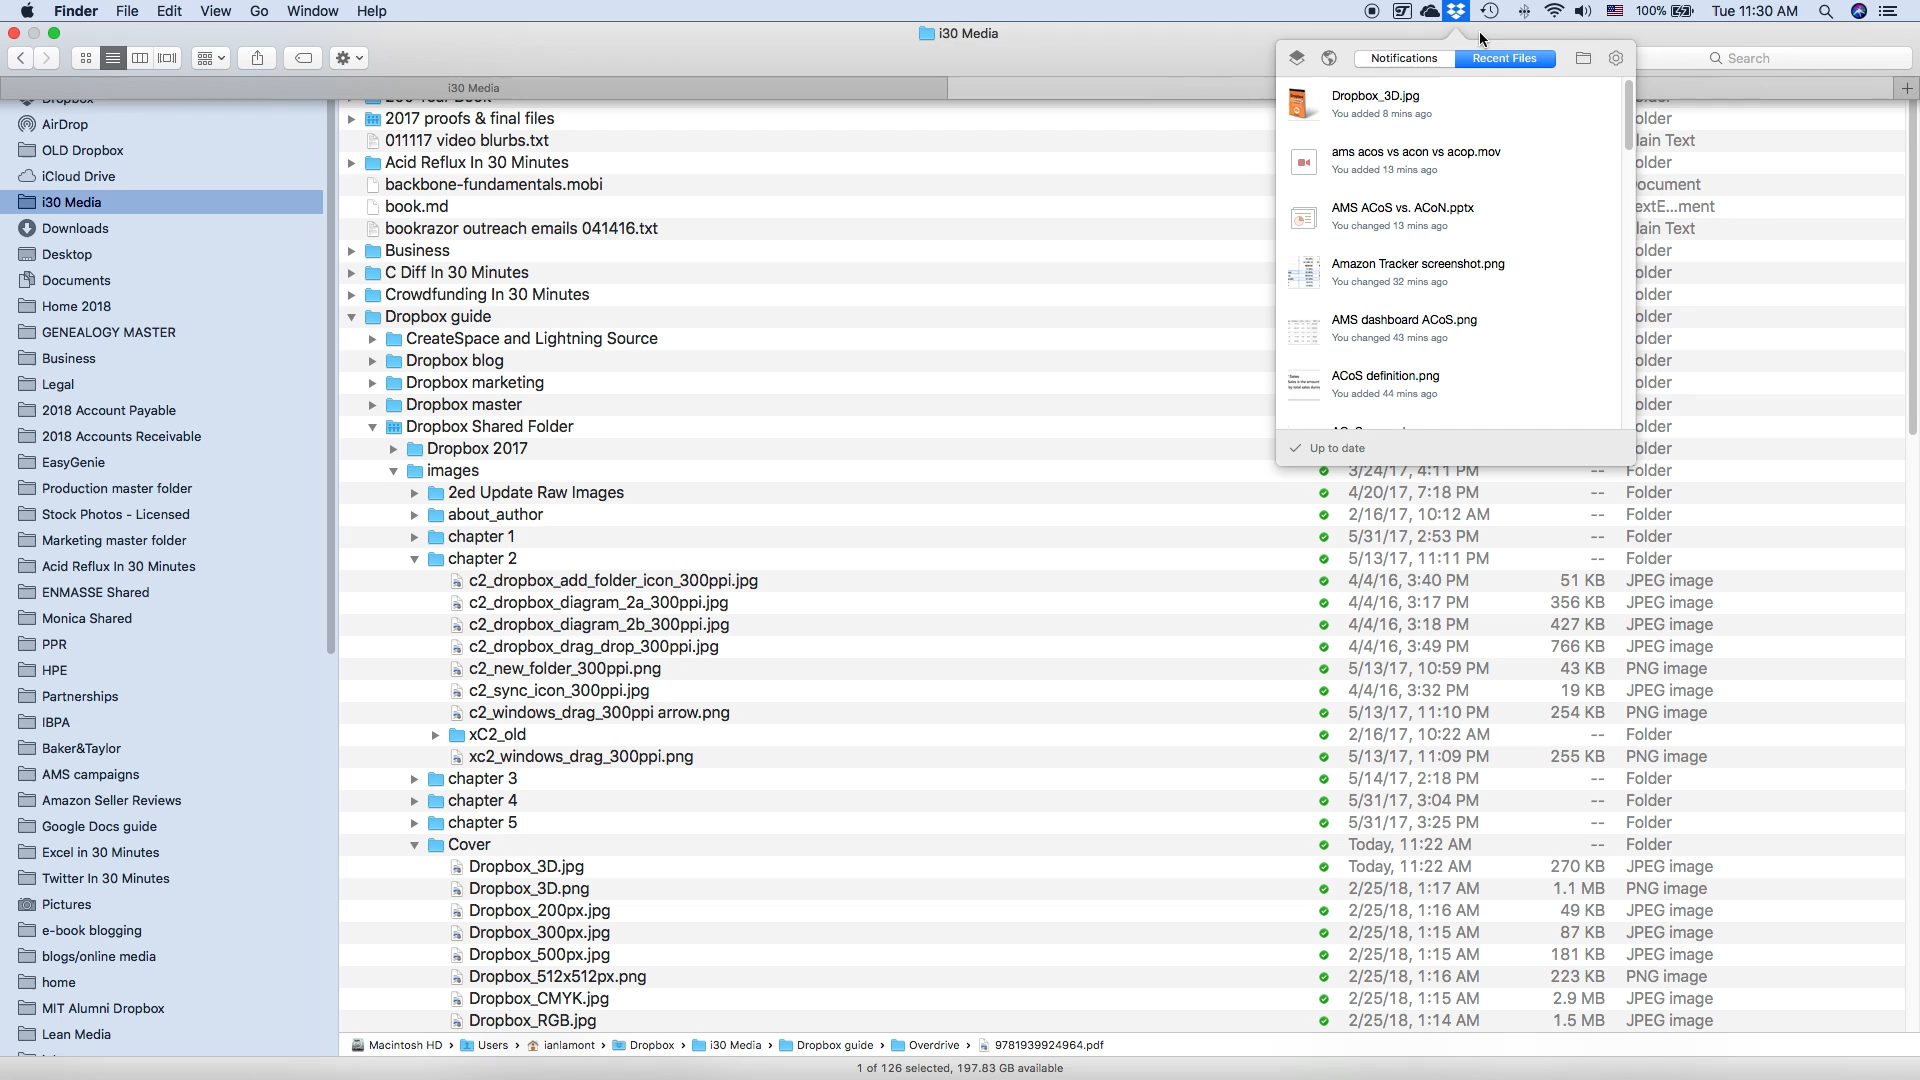 Finder File Edit View Go Window Help 100% Tue 11:30 AM
i30 Media
Notifications Recent Files Search
i30 Media
Dropbox
AirDrop
OLD Dropbox
iCloud Drive
i30 Media
Downloads
Desktop
Documents
Home 2018
GENEALOGY MASTER
Business
Legal
2018 Account Payable
2018 Accounts Receivable
EasyGenie
Production master folder
Stock Photos - Licensed
Marketing master folder
Acid Reflux In 30 Minutes
ENMASSE Shared
Monica Shared
PPR
HPE
Partnerships
IBPA
Baker&Taylor
AMS campaigns
Amazon Seller Reviews
Google Docs guide
Excel in 30 Minutes
Twitter In 30 Minutes
Pictures
e-book blogging
blogs/online media
home
MIT Alumni Dropbox
Lean Media
2017 proofs & final files
011117 video blurbs.txt
Acid Reflux In 30 Minutes
backbone-fundamentals.mobi
book.md
bookrazor outreach emails 041416.txt
Business
C Diff In 30 Minutes
Crowdfunding In 30 Minutes
Dropbox guide
CreateSpace and Lightning Source
Dropbox blog
Dropbox marketing
Dropbox master
Dropbox Shared Folder
Dropbox 2017
images 3/24/17, 4:11 PM -- Folder
2ed Update Raw Images 4/20/17, 7:18 PM -- Folder
about_author 2/16/17, 10:12 AM -- Folder
chapter 1 5/31/17, 2:53 PM -- Folder
chapter 2 5/13/17, 11:11 PM -- Folder
c2_dropbox_add_folder_icon_300ppi.jpg 4/4/16, 3:40 PM 51 KB JPEG image
c2_dropbox_diagram_2a_300ppi.jpg 4/4/16, 3:17 PM 356 KB JPEG image
c2_dropbox_diagram_2b_300ppi.jpg 4/4/16, 3:18 PM 427 KB JPEG image
c2_dropbox_drag_drop_300ppi.jpg 4/4/16, 3:49 PM 766 KB JPEG image
c2_new_folder_300ppi.png 5/13/17, 10:59 PM 43 KB PNG image
c2_sync_icon_300ppi.jpg 4/4/16, 3:32 PM 19 KB JPEG image
c2_windows_drag_300ppi arrow.png 5/13/17, 11:10 PM 254 KB PNG image
xC2_old 2/16/17, 10:22 AM -- Folder
xc2_windows_drag_300ppi.png 5/13/17, 11:09 PM 255 KB PNG image
chapter 3 5/14/17, 2:18 PM -- Folder
chapter 4 5/31/17, 3:04 PM -- Folder
chapter 5 5/31/17, 3:25 PM -- Folder
Cover Today, 11:22 AM -- Folder
Dropbox_3D.jpg Today, 11:22 AM 270 KB JPEG image
Dropbox_3D.png 2/25/18, 1:17 AM 1.1 MB PNG image
Dropbox_200px.jpg 2/25/18, 1:16 AM 49 KB JPEG image
Dropbox_300px.jpg 2/25/18, 1:15 AM 87 KB JPEG image
Dropbox_500px.jpg 2/25/18, 1:15 AM 181 KB JPEG image
Dropbox_512x512px.png 2/25/18, 1:16 AM 223 KB PNG image
Dropbox_CMYK.jpg 2/25/18, 1:15 AM 2.9 MB JPEG image
Dropbox_RGB.jpg 2/25/18, 1:14 AM 1.5 MB JPEG image
Dropbox_3D.jpg
You added 8 mins ago
ams acos vs acon vs acop.mov
You added 13 mins ago
AMS ACoS vs. ACoN.pptx
You changed 13 mins ago
Amazon Tracker screenshot.png
You changed 32 mins ago
AMS dashboard ACoS.png
You changed 43 mins ago
ACoS definition.png
You added 44 mins ago
Up to date
older
lain Text
older
ocument
extE...ment
lain Text
older
older
older
older
older
older
older
older
older
older
Macintosh HD › Users › ianlamont › Dropbox › i30 Media › Dropbox guide › Overdrive › 9781939924964.pdf
1 of 126 selected, 197.83 GB available